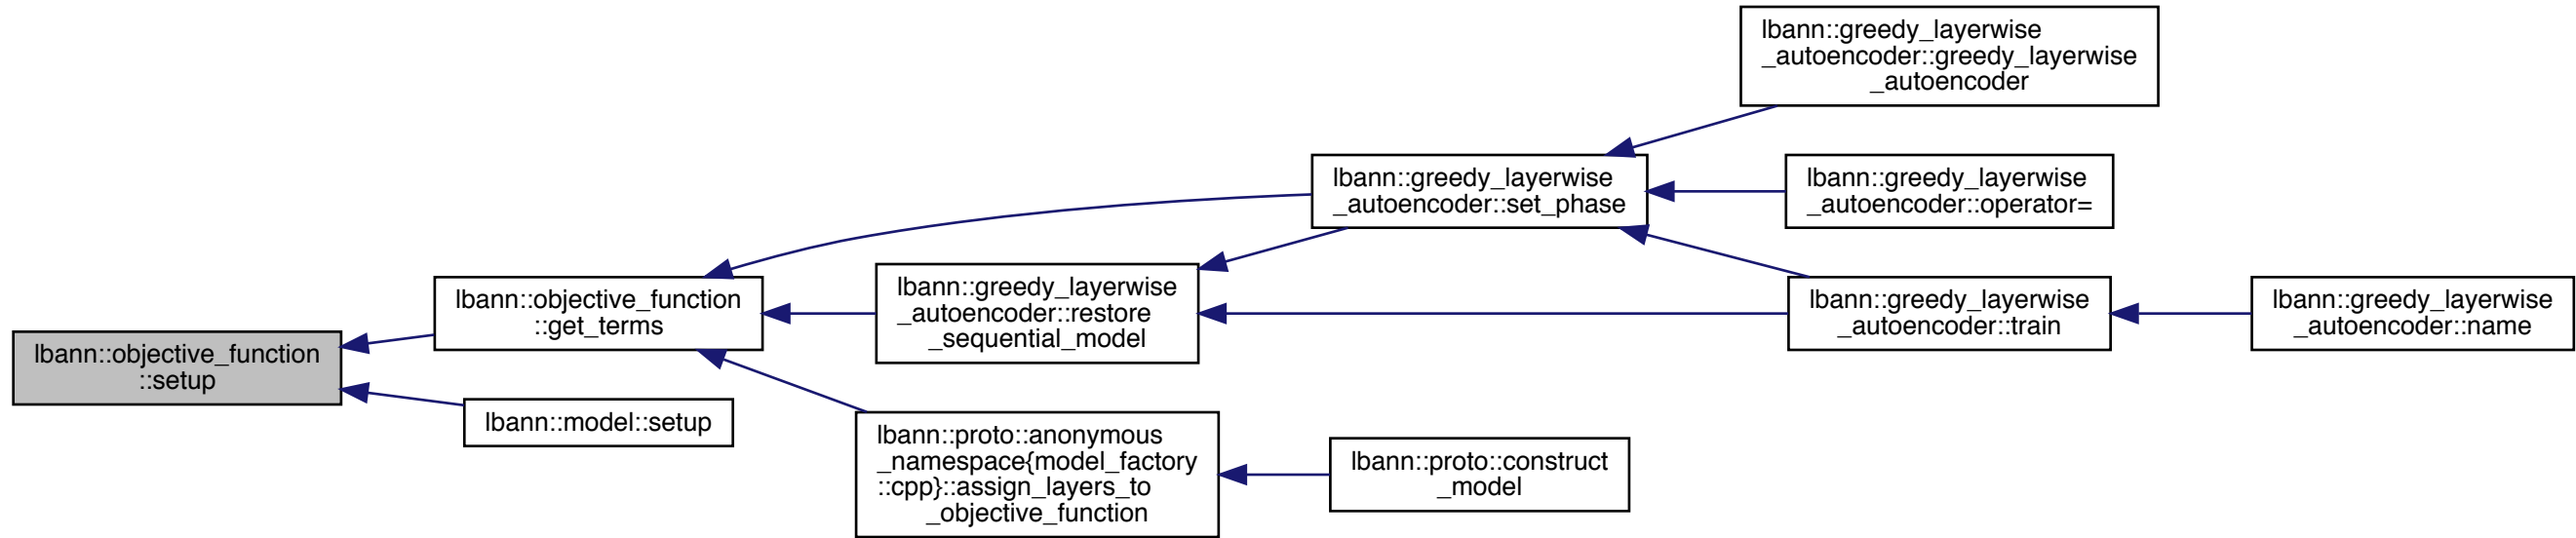 lbann::greedy_layerwise
_autoencoder::greedy_layerwise
_autoencoder
lbann::greedy_layerwise
_autoencoder::set_phase
lbann::greedy_layerwise
_autoencoder::operator=
lbann::objective_function
::get_terms
lbann::greedy_layerwise
_autoencoder::restore
_sequential_model
lbann::greedy_layerwise
_autoencoder::train
lbann::greedy_layerwise
_autoencoder::name
lbann::objective_function
::setup
lbann::model::setup
lbann::proto::anonymous
_namespace{model_factory
::cpp}::assign_layers_to
_objective_function
lbann::proto::construct
_model